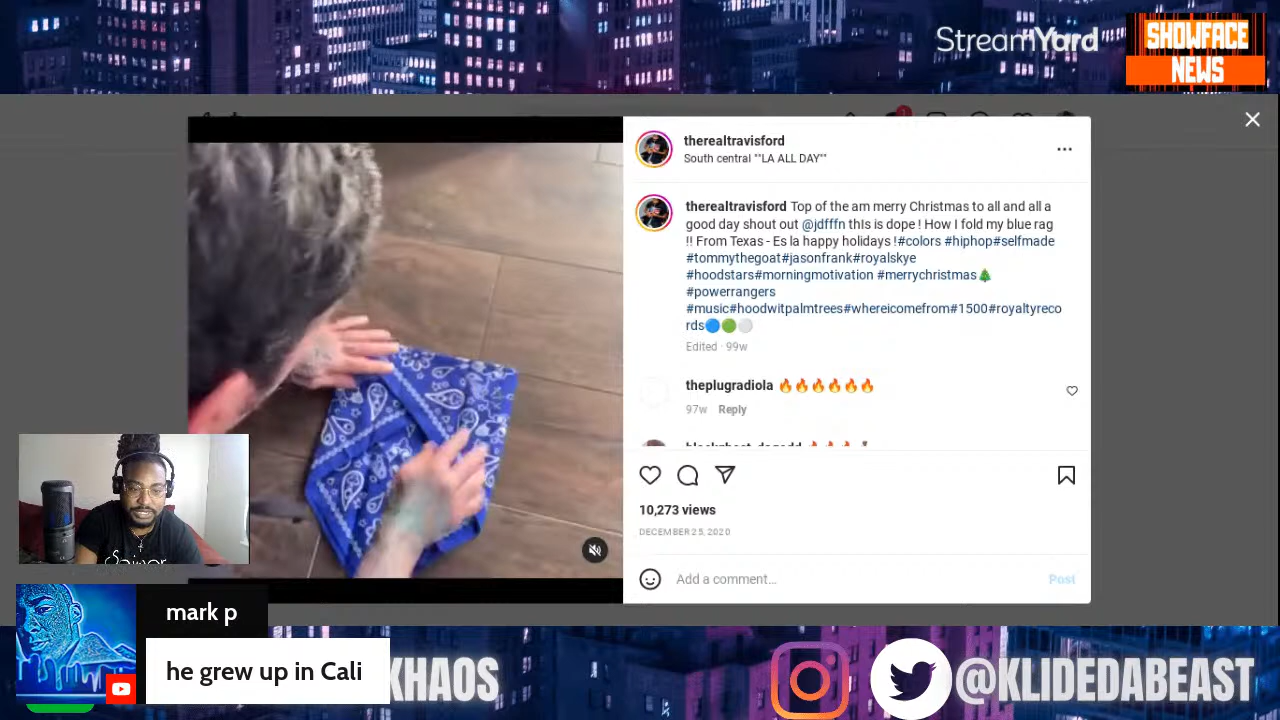 StreamYard
SHOWFACE
NEWS
therealtravisford
South central ""LA ALL DAY""
therealtravisford Top of the am merry Christmas to all and all a
good day shout out @jdfffn thIs is dope ! How I fold my blue rag
!! From Texas - Es la happy holidays !#colors #hiphop#selfmade
#tommythegoat#jasonfrank#royalskye
#hoodstars#morningmotivation #merrychristmas🎄
#powerrangers
#music#hoodwitpalmtrees#whereicomefrom#1500#royaltyreco
rds🔵🟢⚪
Edited · 99w
theplugradiola 🔥🔥🔥🔥🔥🔥
97w Reply
10,273 views
DECEMBER 25, 2020
Add a comment...
Post
mark p
he grew up in Cali
KHAOS
@KLIDEDABEAST